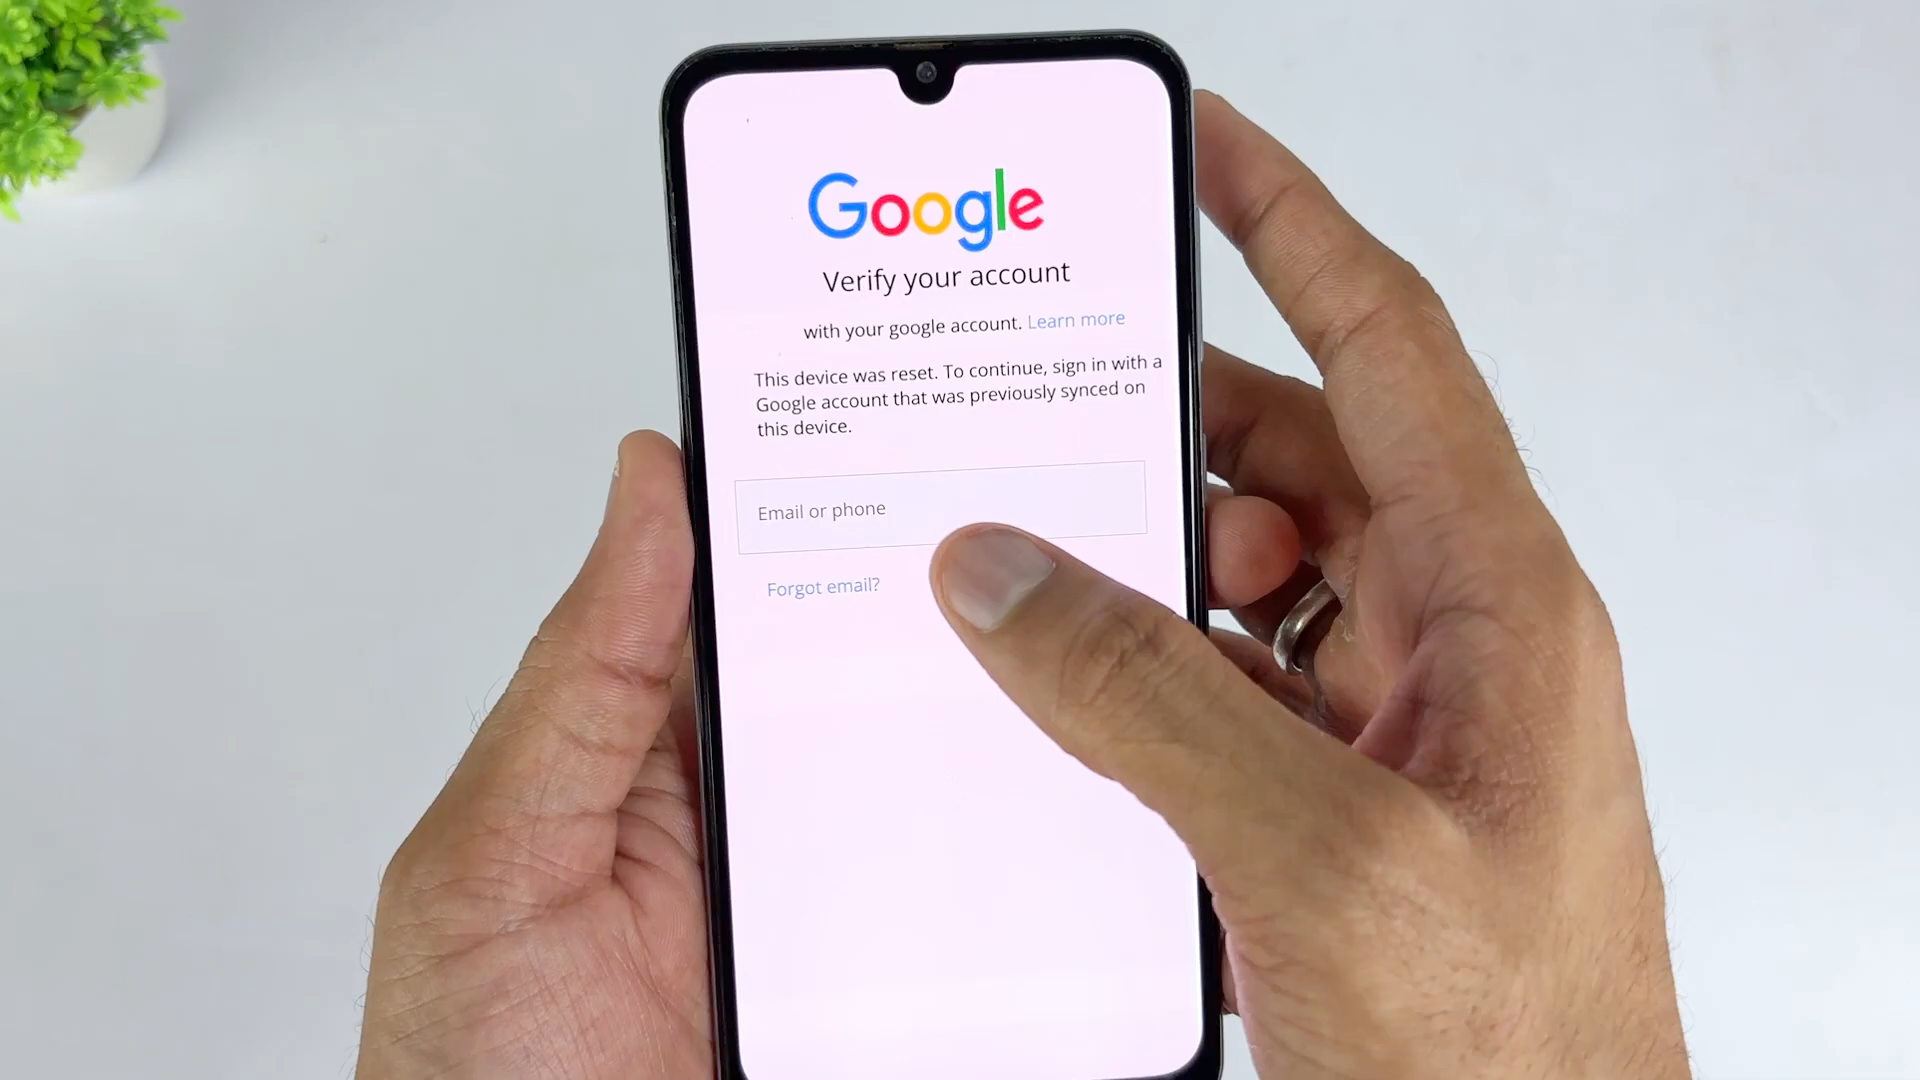 Google
Verify your account
with your google account. Learn more
This device was reset. To continue, sign in with a
Google account that was previously synced on
this device.
Email or phone
Forgot email?